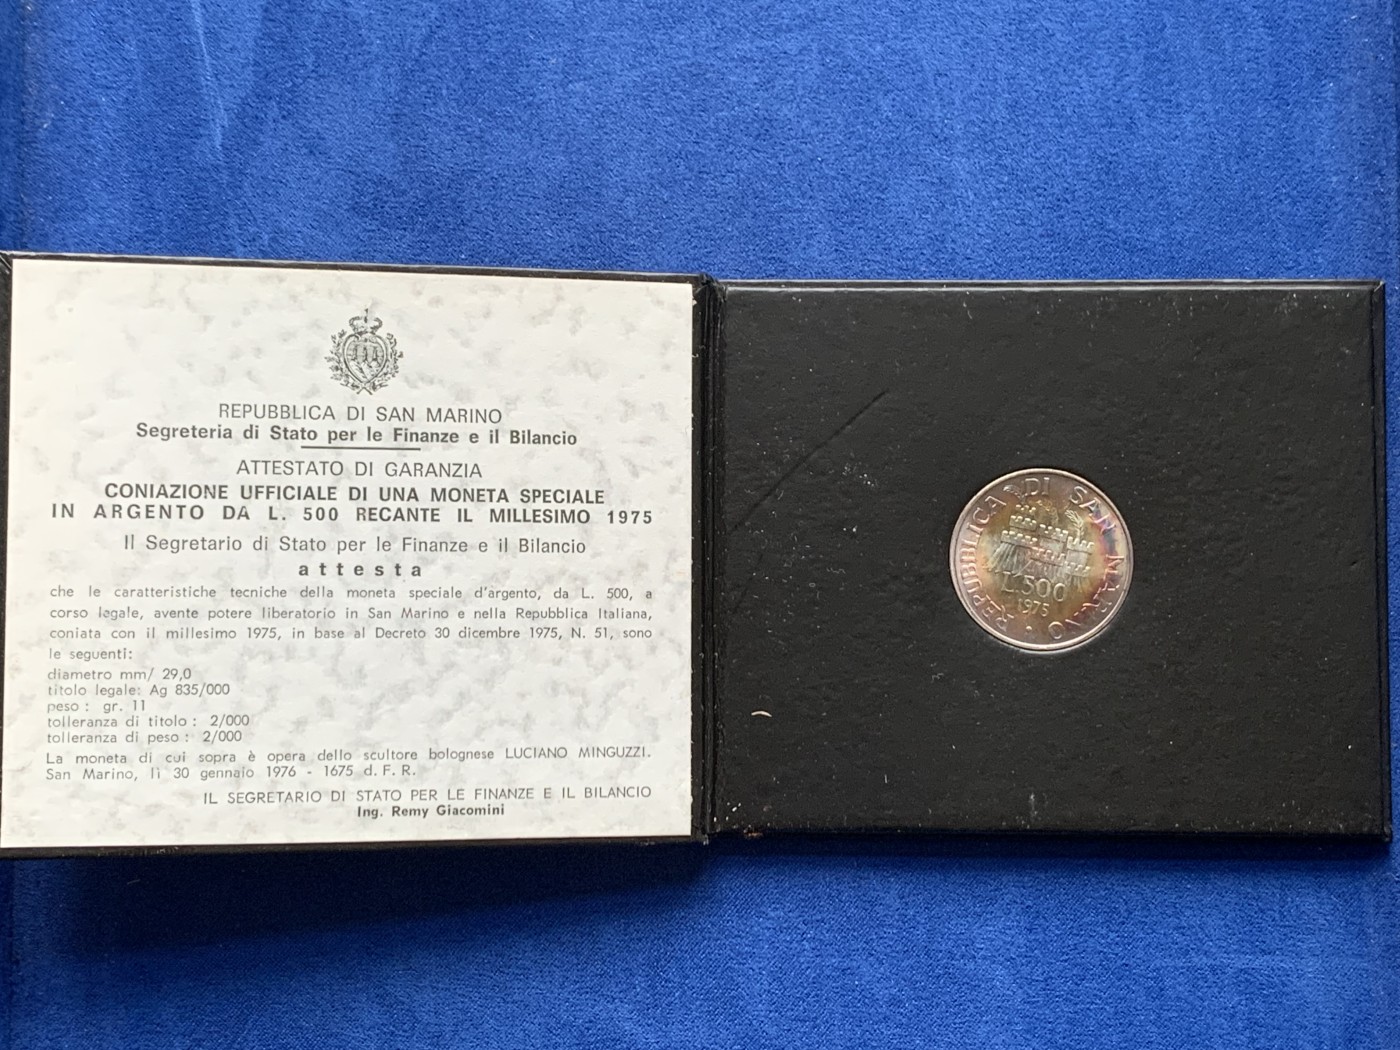 REPUBBLICA DI SAN MARINO
Segreteria di Stato per le Finanze e il Bilancio
ATTESTATO DI GARANZIA
CONIAZIONE UFFICIALE DI UNA MONETA SPECIALE
IN ARGENTO DA L. 500 RECANTE IL MILLESIMO 1975
Il Segretario di Stato per le Finanze e il Bilancio
attesta
che le caratteristiche tecniche della moneta speciale d'argento, da L. 500, a
corso legale, avente potere liberatorio in San Marino e nella Repubblica Italiana,
coniata con il millesimo 1975, in base al Decreto 30 dicembre 1975, N. 51, sono
le seguenti:
diametro mm/ 29,0
titolo legale: Ag 835/000
peso : gr. 11
tolleranza di titolo : 2/000
tolleranza di peso : 2/000
La moneta di cui sopra è opera dello scultore bolognese LUCIANO MINGUZZI.
San Marino, lì 30 gennaio 1976 - 1675 d. F. R.
IL SEGRETARIO DI STATO PER LE FINANZE E IL BILANCIO
Ing. Remy Giacomini
REPUBBLICA DI SAN MARINO
L.500
1975